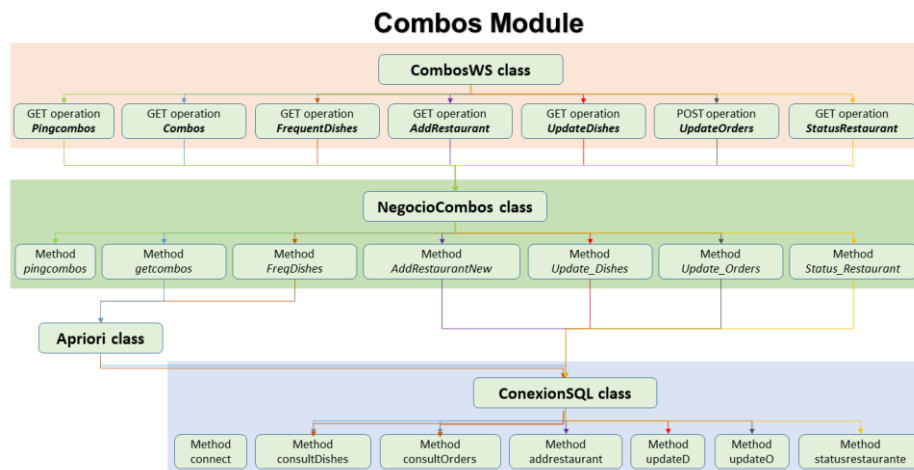 Combos Module
CombosWS class
GET operation
Pingcombos
GET operation
Combos
GET operation
FrequentDishes
GET operation
AddRestaurant
GET operation
UpdateDishes
POST operation
UpdateOrders
GET operation
StatusRestaurant
NegocioCombos class
Method
pingcombos
Method
getcombos
Method
FreqDishes
Method
AddRestaurantNew
Method
Update_Dishes
Method
Update_Orders
Method
Status_Restaurant
Apriori class
ConexionSQL class
Method
connect
Method
consultDishes
Method
consultOrders
Method
addrestaurant
Method
updateD
Method
updateO
Method
statusrestaurante